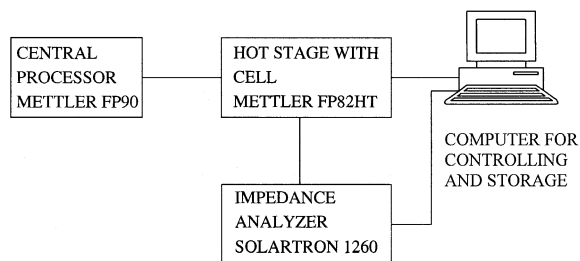 CENTRAL
PROCESSOR
METTLER FP90
HOT STAGE WITH
CELL
METTLER FP82HT
COMPUTER FOR
CONTROLLING
AND STORAGE
IMPEDANCE
ANALYZER
SOLARTRON 1260